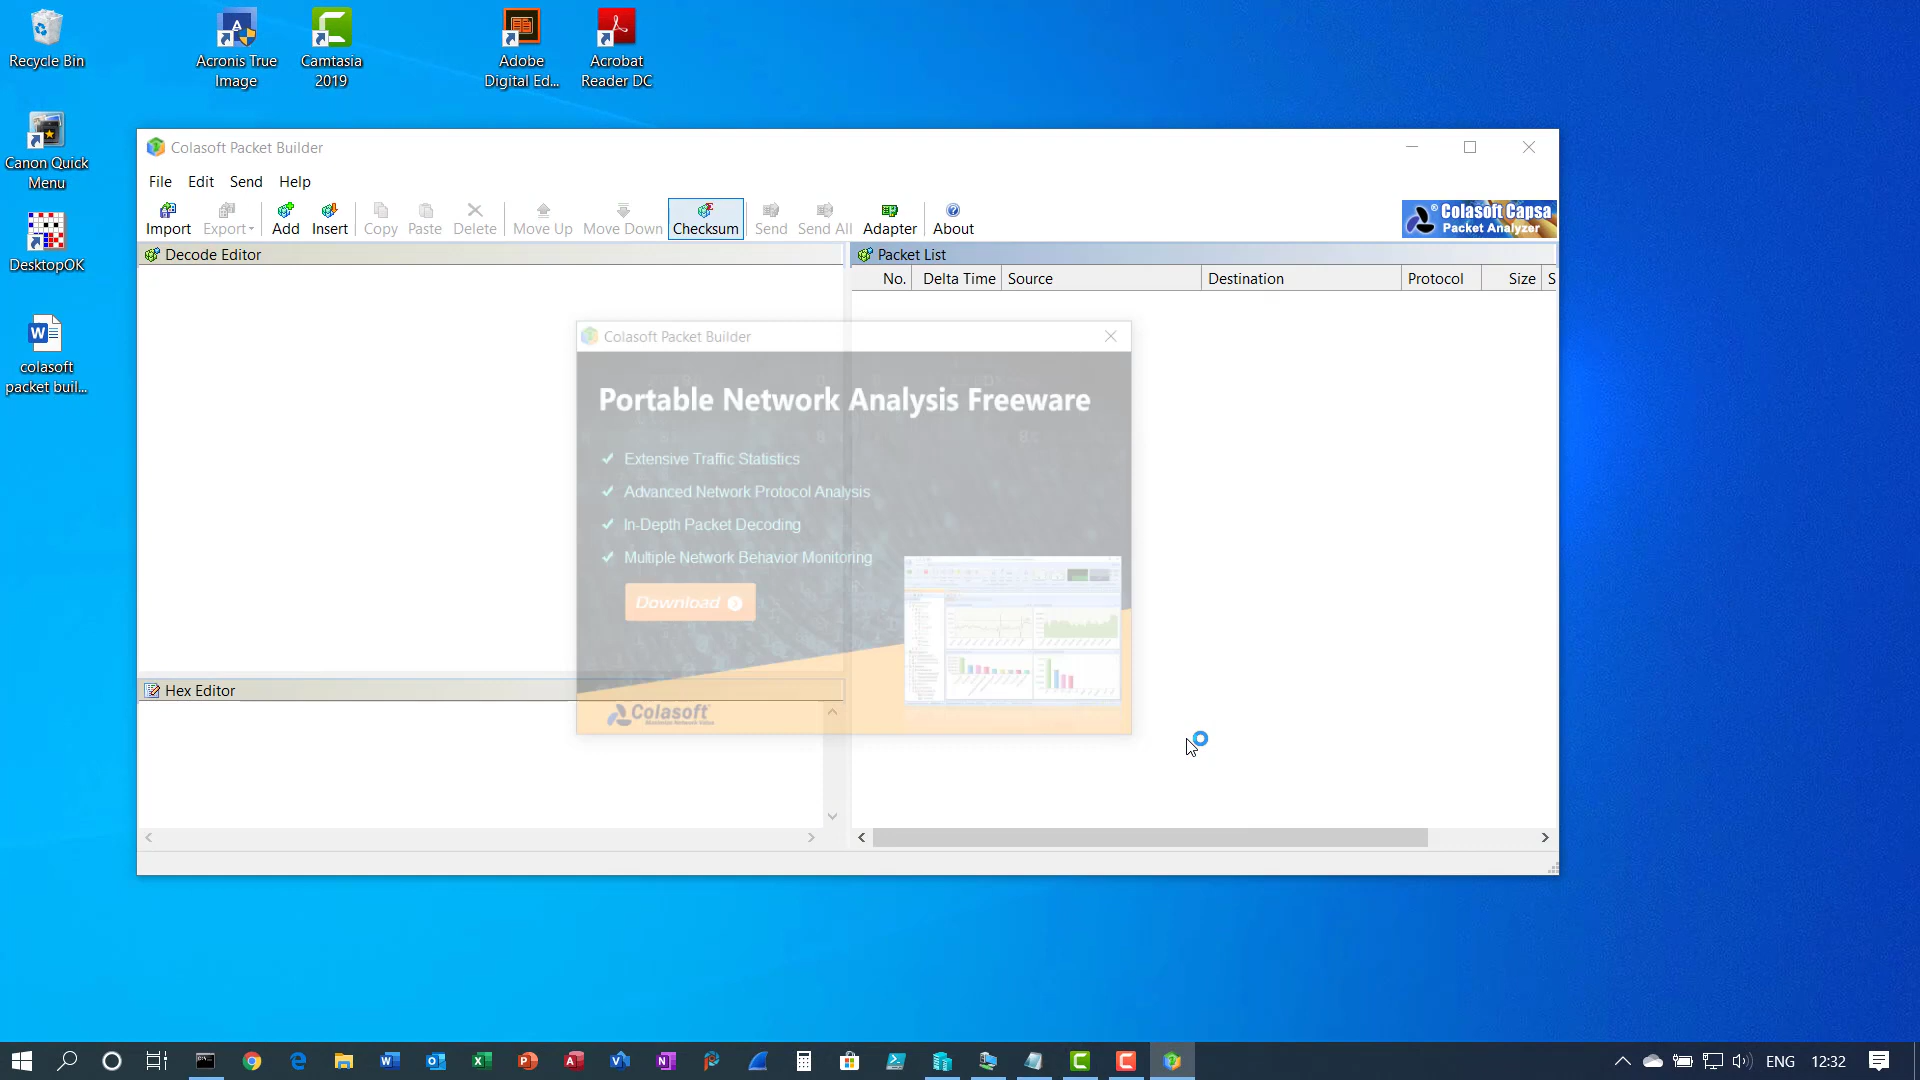 Recycle Bin
Acronis True
Image
Camtasia
2019
Adobe
Digital Ed...
Acrobat
Reader DC
Canon Quick
Menu
DesktopOK
colasoft
packet buil...
Colasoft Packet Builder
File Edit Send Help
Import Export Add Insert Copy Paste Delete Move Up Move Down Checksum Send Send All Adapter About
Colasoft Capsa
Packet Analyzer
Decode Editor
Packet List
No. Delta Time Source Destination Protocol Size S
Colasoft Packet Builder
Portable Network Analysis Freeware
Extensive Traffic Statistics
Advanced Network Protocol Analysis
In-Depth Packet Decoding
Multiple Network Behavior Monitoring
Download
Colasoft
Maximize Network Value
Hex Editor
ENG 12:32